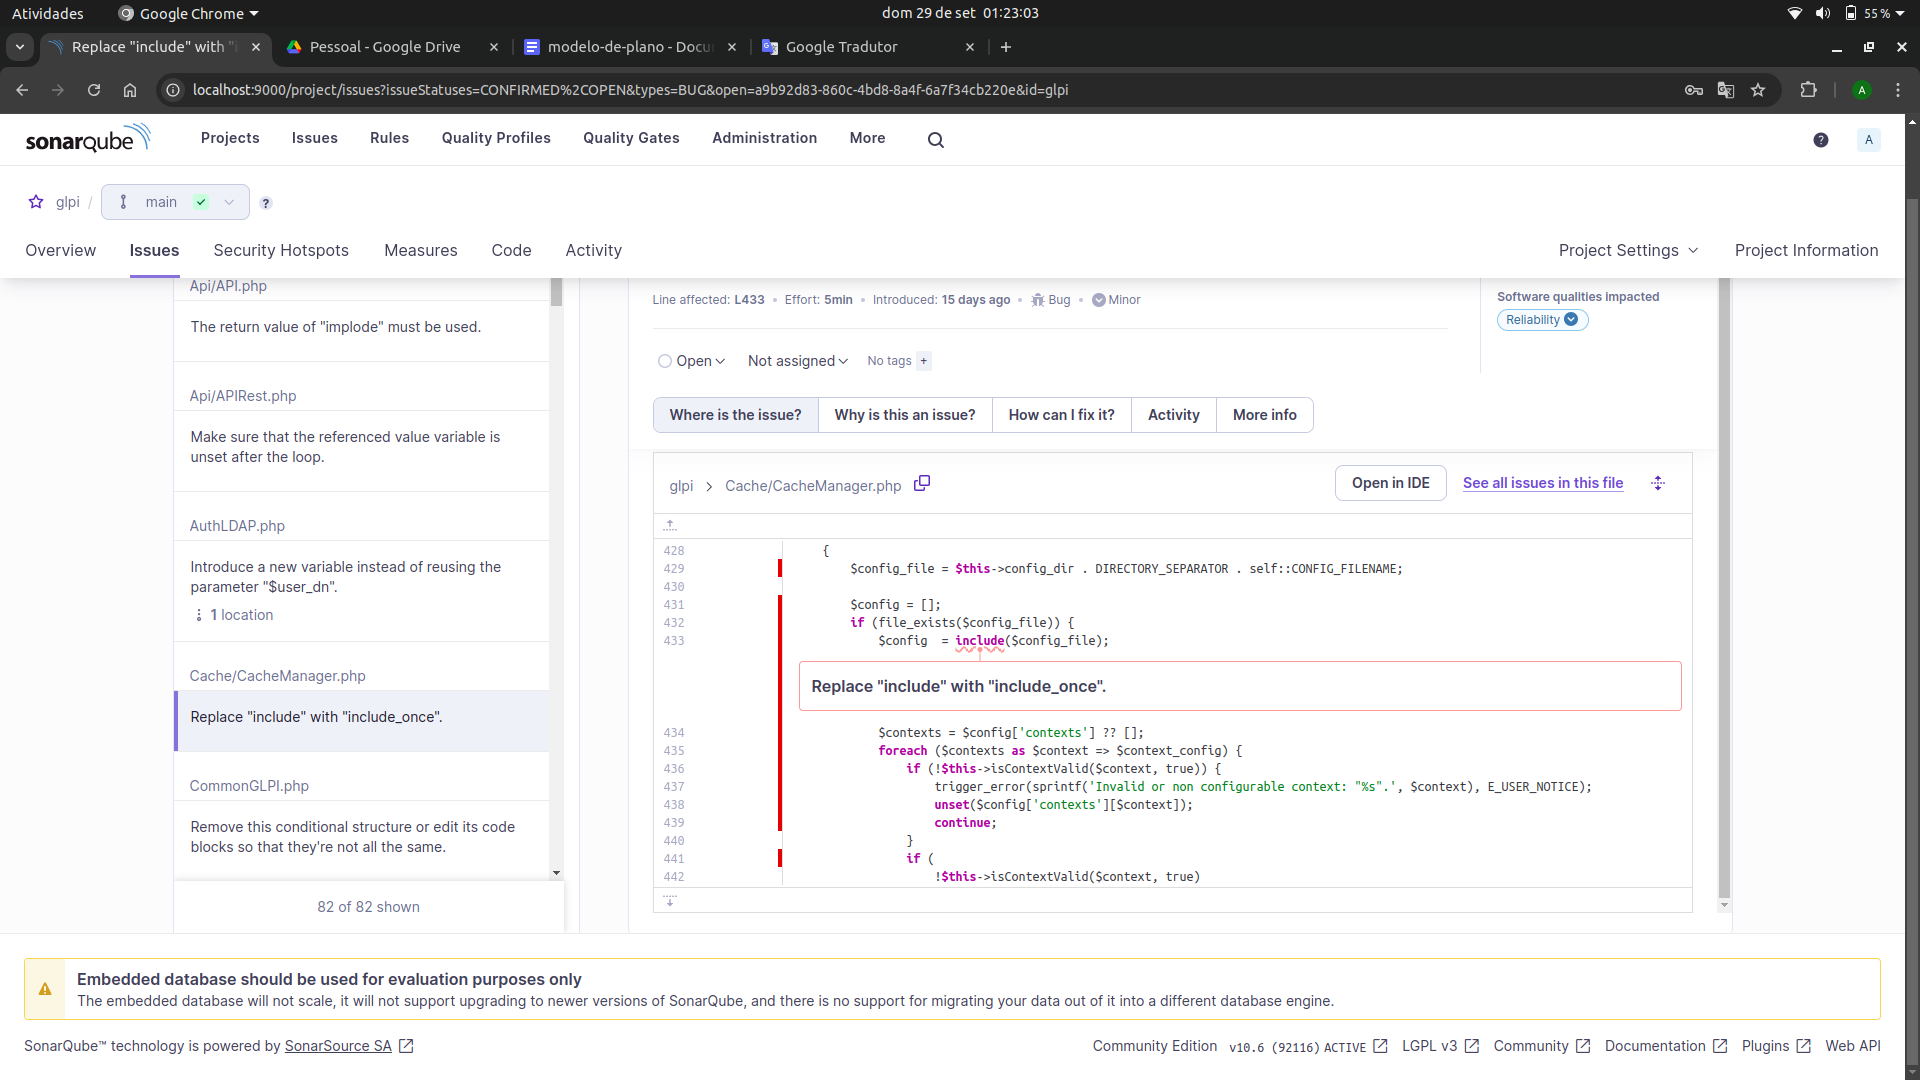 Atividades
Google Chrome
dom 29 de set 01:23:03
55 %
Replace "include" with "
Pessoal - Google Drive
modelo-de-plano - Docu
Google Tradutor
localhost:9000/project/issues?issueStatuses=CONFIRMED%2COPEN&types=BUG&open=a9b92d83-860c-4bd8-8a4f-6a7f34cb220e&id=glpi
A
sonarqube
Projects
Issues
Rules
Quality Profiles
Quality Gates
Administration
More
?
A
glpi /
main
?
Overview
Issues
Security Hotspots
Measures
Code
Activity
Project Settings
Project Information
Api/API.php
The return value of "implode" must be used.
Api/APIRest.php
Make sure that the referenced value variable is
unset after the loop.
AuthLDAP.php
Introduce a new variable instead of reusing the
parameter "$user_dn".
1 location
Cache/CacheManager.php
Replace "include" with "include_once".
CommonGLPI.php
Remove this conditional structure or edit its code
blocks so that they're not all the same.
82 of 82 shown
Line affected: L433 • Effort: 5min • Introduced: 15 days ago • Bug • Minor
Software qualities impacted
Reliability
Open
Not assigned
No tags +
Where is the issue?
Why is this an issue?
How can I fix it?
Activity
More info
glpi > Cache/CacheManager.php
Open in IDE
See all issues in this file
428 {
429 $config_file = $this->config_dir . DIRECTORY_SEPARATOR . self::CONFIG_FILENAME;
430
431 $config = [];
432 if (file_exists($config_file)) {
433 $config  = include($config_file);
Replace "include" with "include_once".
434 $contexts = $config['contexts'] ?? [];
435 foreach ($contexts as $context => $context_config) {
436 if (!$this->isContextValid($context, true)) {
437 trigger_error(sprintf('Invalid or non configurable context: "%s".', $context), E_USER_NOTICE);
438 unset($config['contexts'][$context]);
439 continue;
440 }
441 if (
442 !$this->isContextValid($context, true)
Embedded database should be used for evaluation purposes only
The embedded database will not scale, it will not support upgrading to newer versions of SonarQube, and there is no support for migrating your data out of it into a different database engine.
SonarQube™ technology is powered by SonarSource SA
Community Edition
v10.6 (92116) ACTIVE
LGPL v3
Community
Documentation
Plugins
Web API